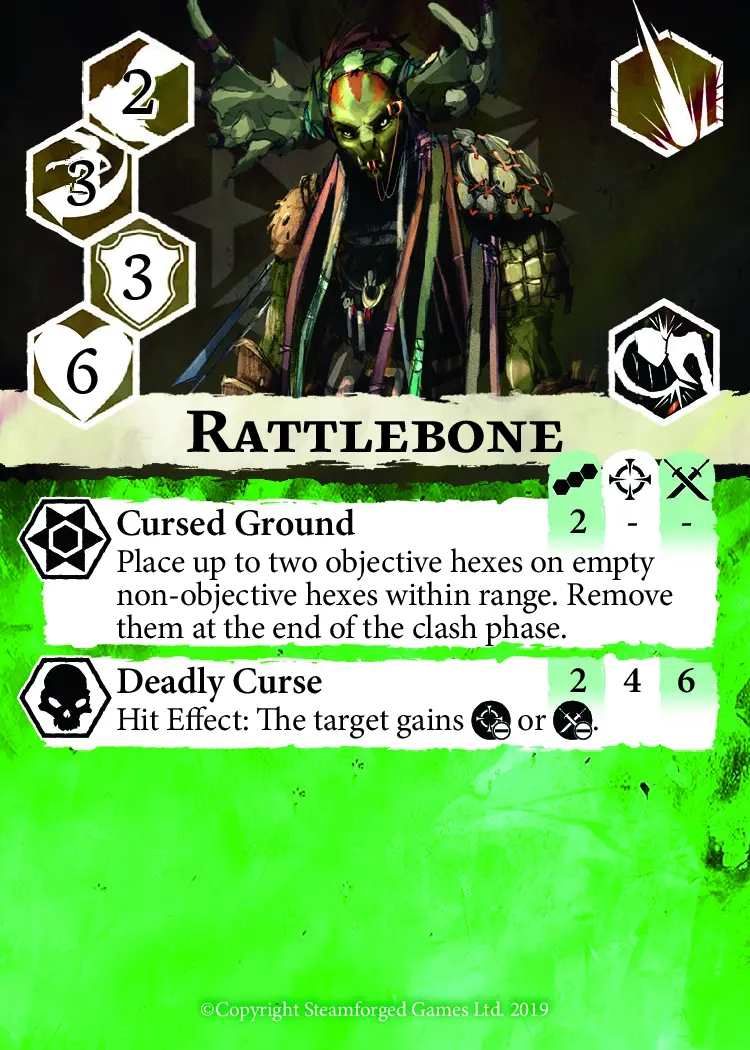 2
3
3
6
Rattlebone
Cursed Ground 2 - -
Place up to two objective hexes on empty
non-objective hexes within range. Remove
them at the end of the clash phase.
Deadly Curse 2 4 6
Hit Effect: The target gains or .
©Copyright Steamforged Games Ltd. 2019